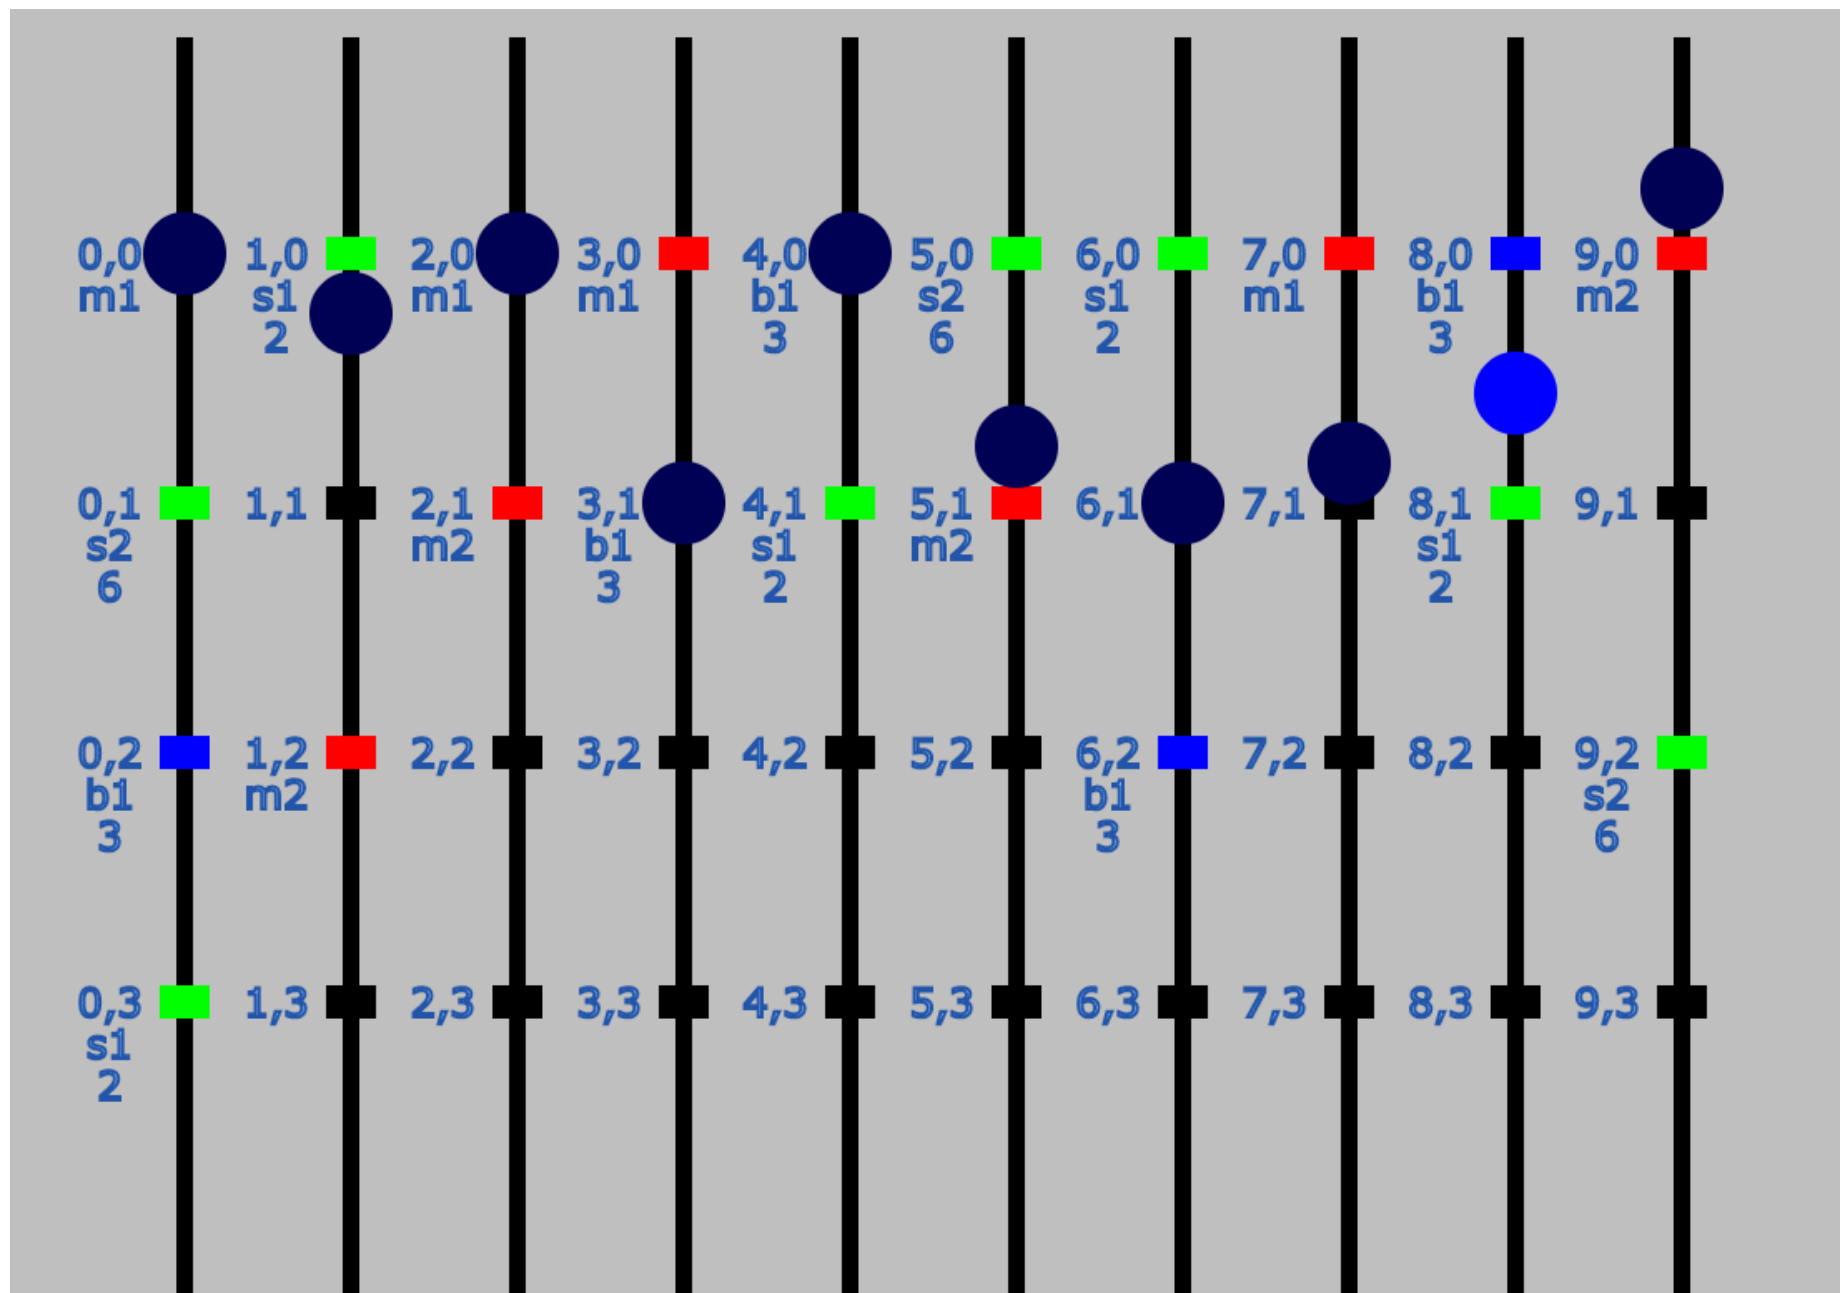 0,0 1,0 2,0 3,0 4,0 5,0 6,0 7,0 8,0 9,0
m1 s1 m1 m1 b1 s2 s1 m1 b1 m2
2 3 6 2 3
0,1 1,1 2,1 3,1 4,1 5,1 6,1 7,1 8,1 9,1
s2 m2 b1 s1 m2 s1
6 3 2 2
0,2 1,2 2,2 3,2 4,2 5,2 6,2 7,2 8,2 9,2
b1 m2 b1 s2
3 3 6
0,3 1,3 2,3 3,3 4,3 5,3 6,3 7,3 8,3 9,3
s1
2